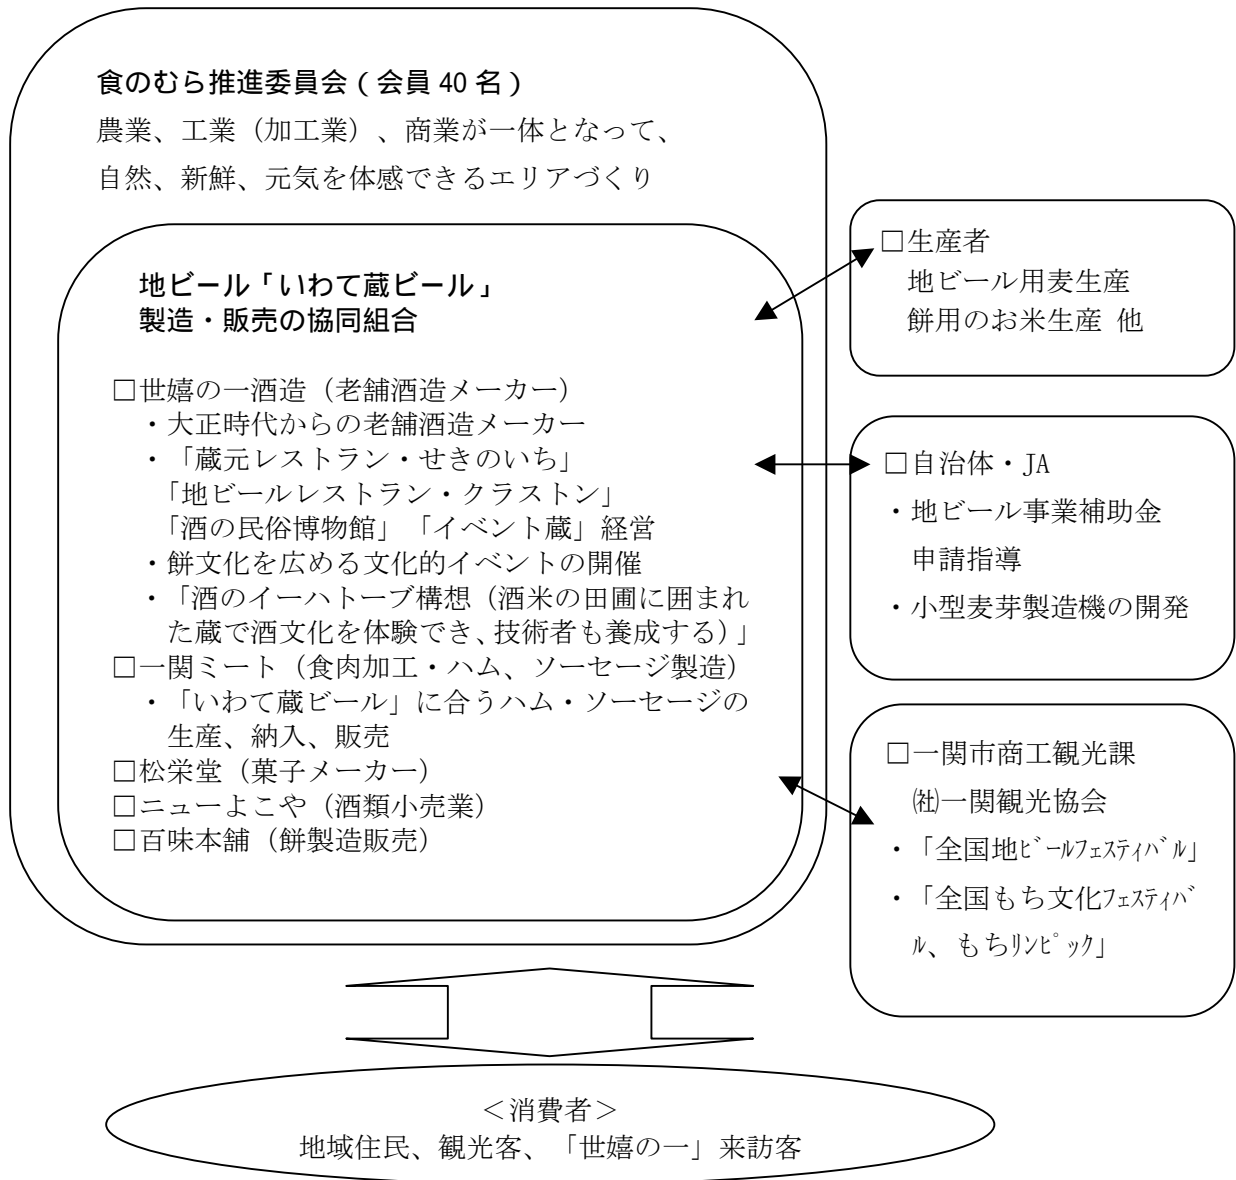 食のむら推進委員会(会員 40 名)
農業、工業(加工業)、商業が一体となって、
自然、新鮮、元気を体感できるエリアづくり
地ビール「いわて蔵ビール」
製造・販売の協同組合
□世嬉の一酒造(老舗酒造メーカー)
・大正時代からの老舗酒造メーカー
・「蔵元レストラン・せきのいち」
「地ビールレストラン・クラストン」
「酒の民俗博物館」「イベント蔵」経営
・餅文化を広める文化的イベントの開催
・「酒のイーハトーブ構想(酒米の田圃に囲まれ
た蔵で酒文化を体験でき、技術者も養成する)」
□一関ミート(食肉加工・ハム、ソーセージ製造)
・「いわて蔵ビール」に合うハム・ソーセージの
生産、納入、販売
□松栄堂(菓子メーカー)
□ニューよこや(酒類小売業)
□百味本舗(餅製造販売)
□生産者
地ビール用麦生産
餅用のお米生産 他
□自治体・JA
・地ビール事業補助金
申請指導
・小型麦芽製造機の開発
□一関市商工観光課
㈳一関観光協会
・「全国地ビールフェスティバル」
・「全国もち文化フェスティバ
ル、もちリンピック」
<消費者>
地域住民、観光客、「世嬉の一」来訪客